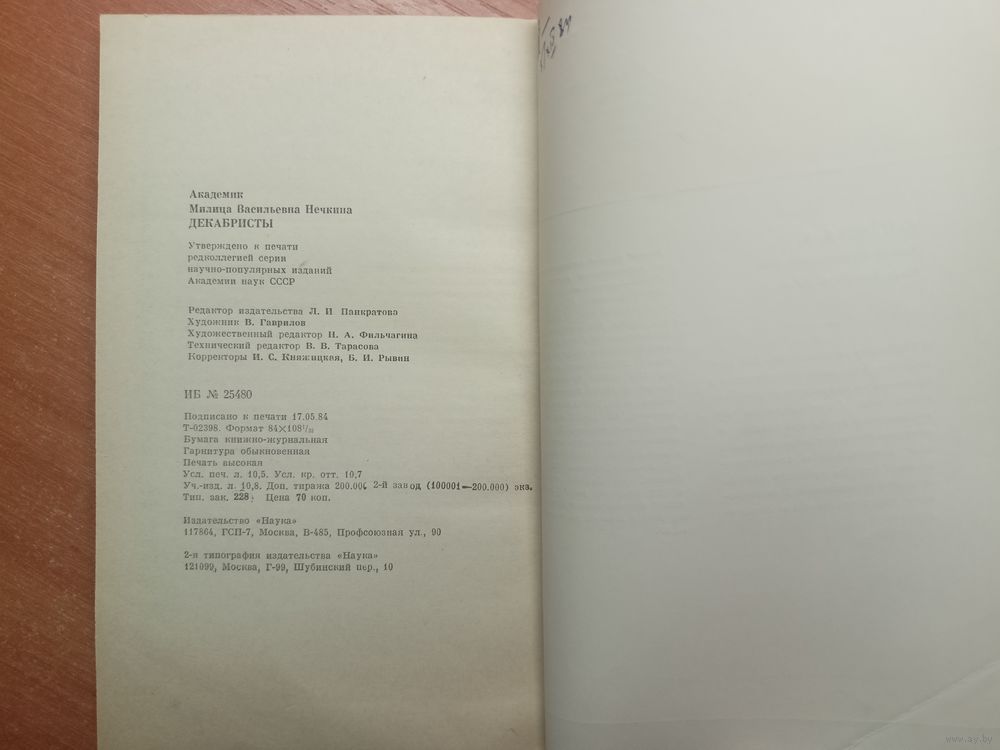 Академик
Милица Васильевна Нечкина
ДЕКАБРИСТЫ
Утверждено к печати
редколлегией серии
научно-популярных изданий
Академии наук СССР
Редактор издательства Л. И Панкратова
Художник В. Гаврилов
Художественный редактор Н. А. Фильчагина
Технический редактор В. В. Тарасова
Корректоры И. С. Княжицкая, Б. И. Рывин
ИБ № 25480
Подписано к печати 17.05.84
Т-02398. Формат 84×108¹/₃₂
Бумага книжно-журнальная
Гарнитура обыкновенная
Печать высокая
Усл. печ. л. 10,5. Усл. кр. отт. 10,7
Уч.-изд. л. 10,8. Доп. тиража 200.000 2-й завод (100001—200.000) экз.
Тип. зак. 228 Цена 70 коп.
Издательство «Наука»
117864, ГСП-7, Москва, В-485, Профсоюзная ул., 90
2-я типография издательства «Наука»
121099, Москва, Г-99, Шубинский пер., 10
www.ay.by